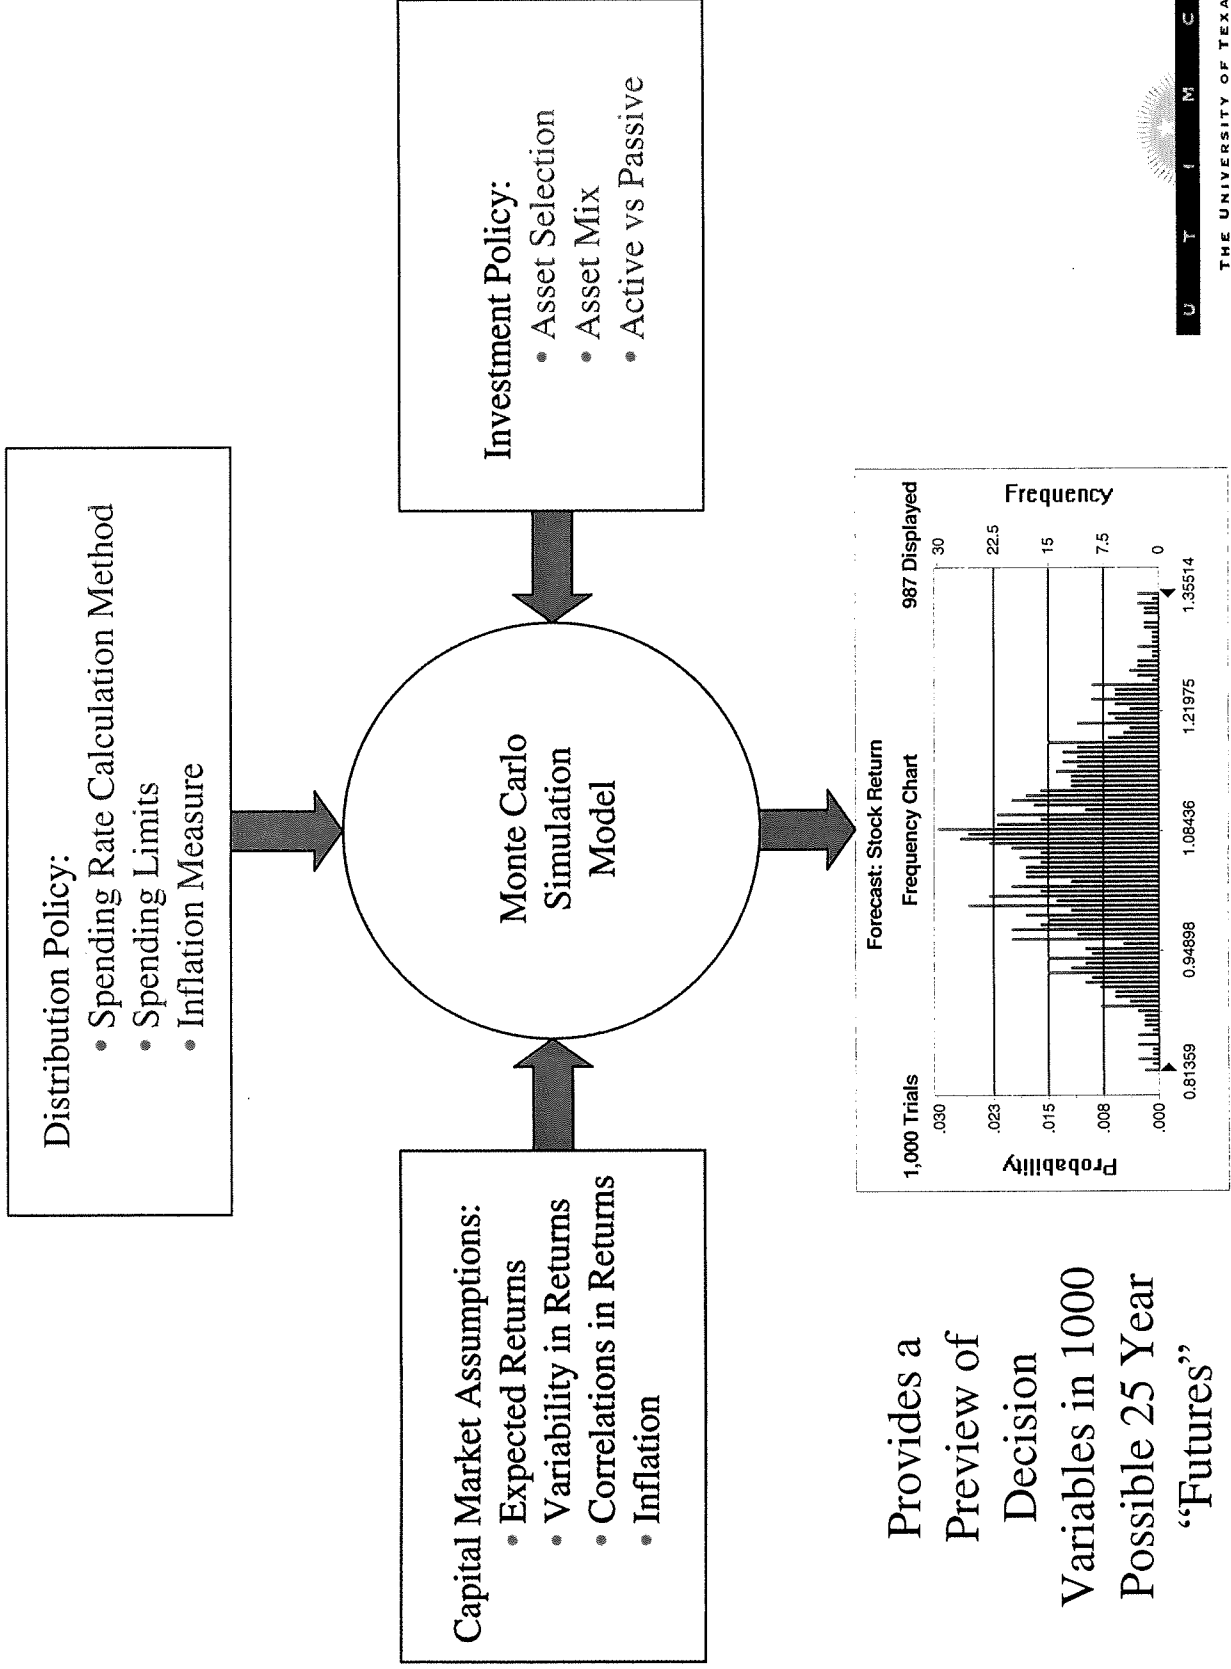 Distribution Policy:
• Spending Rate Calculation Method
• Spending Limits
• Inflation Measure
Capital Market Assumptions:
• Expected Returns
• Variability in Returns
• Correlations in Returns
• Inflation
Monte Carlo
Simulation
Model
Investment Policy:
• Asset Selection
• Asset Mix
• Active vs Passive
Provides a
Preview of
Decision
Variables in 1000
Possible 25 Year
“Futures”
Forecast: Stock Return
1,000 Trials
Frequency Chart
987 Displayed
Probability
.030
.023
.015
.008
.000
Frequency
30
22.5
15
7.5
0
0.81359
0.94898
1.08436
1.21975
1.35514
U T I M C
THE UNIVERSITY OF TEXA